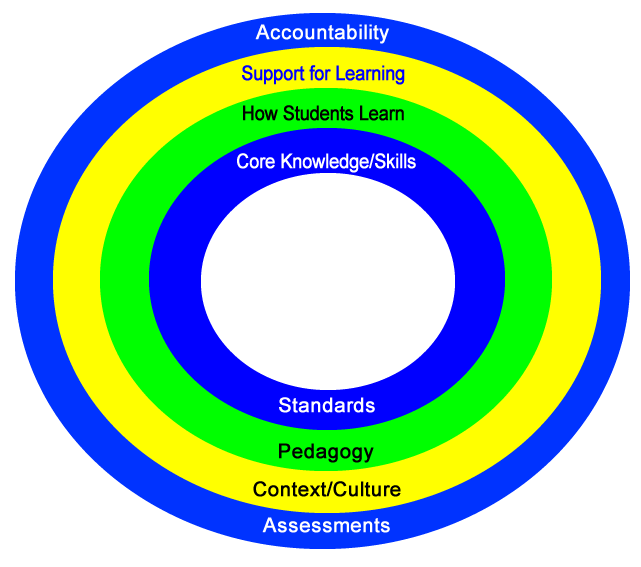 Accountability
Support for Learning
How Students Learn
Core Knowledge/Skills
Standards
Pedagogy
Context/Culture
Assessments